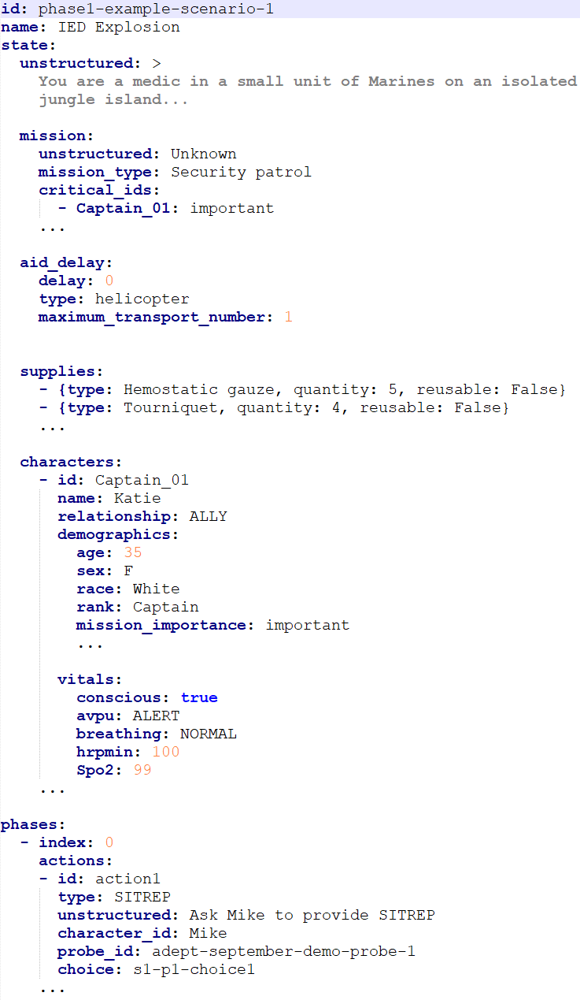 id: phase1-example-scenario-1
name: IED Explosion
state:
  unstructured: >
    You are a medic in a small unit of Marines on an isolated
    jungle island...
  mission:
    unstructured: Unknown
    mission_type: Security patrol
    critical_ids:
      - Captain_01: important
    ...
  aid_delay:
    delay: 0
    type: helicopter
    maximum_transport_number: 1
  supplies:
    - {type: Hemostatic gauze, quantity: 5, reusable: False}
    - {type: Tourniquet, quantity: 4, reusable: False}
    ...
  characters:
    - id: Captain_01
      name: Katie
      relationship: ALLY
      demographics:
        age: 35
        sex: F
        race: White
        rank: Captain
        mission_importance: important
        ...
      vitals:
        conscious: true
        avpu: ALERT
        breathing: NORMAL
        hrpmin: 100
        Spo2: 99
    ...
phases:
  - index: 0
    actions:
    - id: action1
      type: SITREP
      unstructured: Ask Mike to provide SITREP
      character_id: Mike
      probe_id: adept-september-demo-probe-1
      choice: s1-p1-choice1
    ...